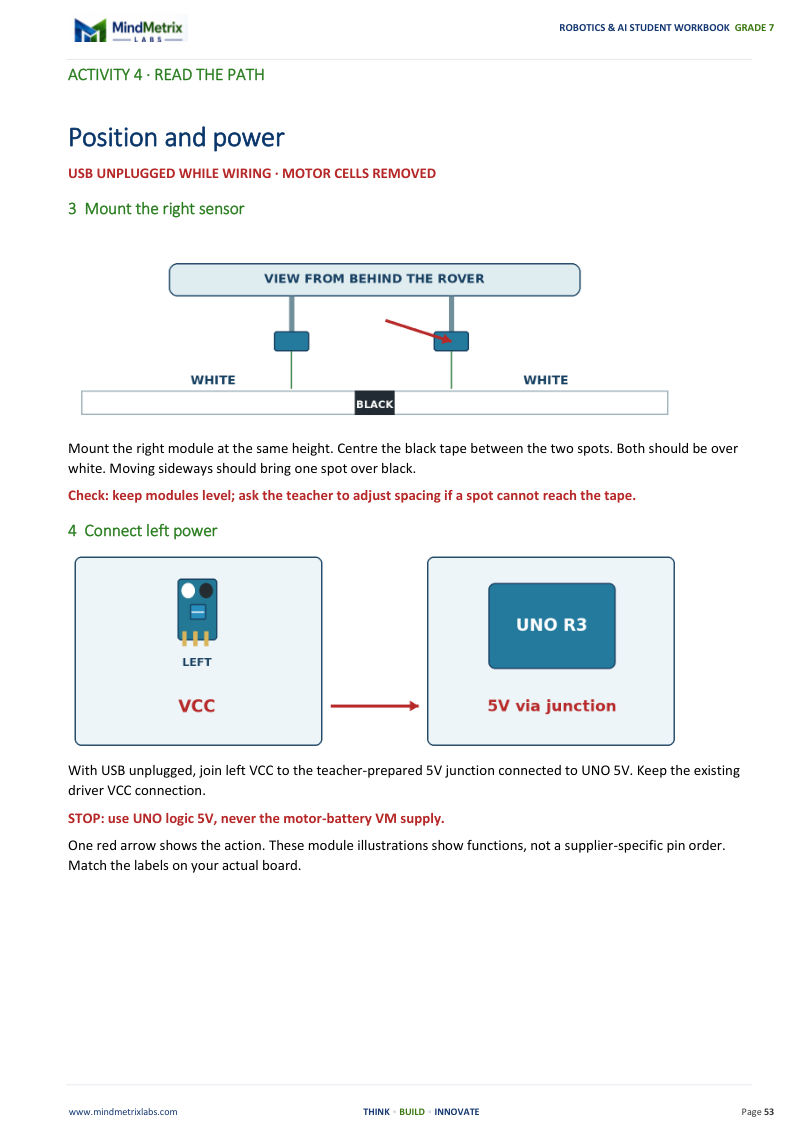 MindMetrix
LABS
ROBOTICS & AI STUDENT WORKBOOK GRADE 7
ACTIVITY 4 · READ THE PATH
Position and power
USB UNPLUGGED WHILE WIRING · MOTOR CELLS REMOVED
3 Mount the right sensor
VIEW FROM BEHIND THE ROVER
WHITE
WHITE
BLACK
Mount the right module at the same height. Centre the black tape between the two spots. Both should be over
white. Moving sideways should bring one spot over black.
Check: keep modules level; ask the teacher to adjust spacing if a spot cannot reach the tape.
4 Connect left power
LEFT
VCC
UNO R3
5V via junction
With USB unplugged, join left VCC to the teacher-prepared 5V junction connected to UNO 5V. Keep the existing
driver VCC connection.
STOP: use UNO logic 5V, never the motor-battery VM supply.
One red arrow shows the action. These module illustrations show functions, not a supplier-specific pin order.
Match the labels on your actual board.
www.mindmetrixlabs.com
THINK · BUILD · INNOVATE
Page 53